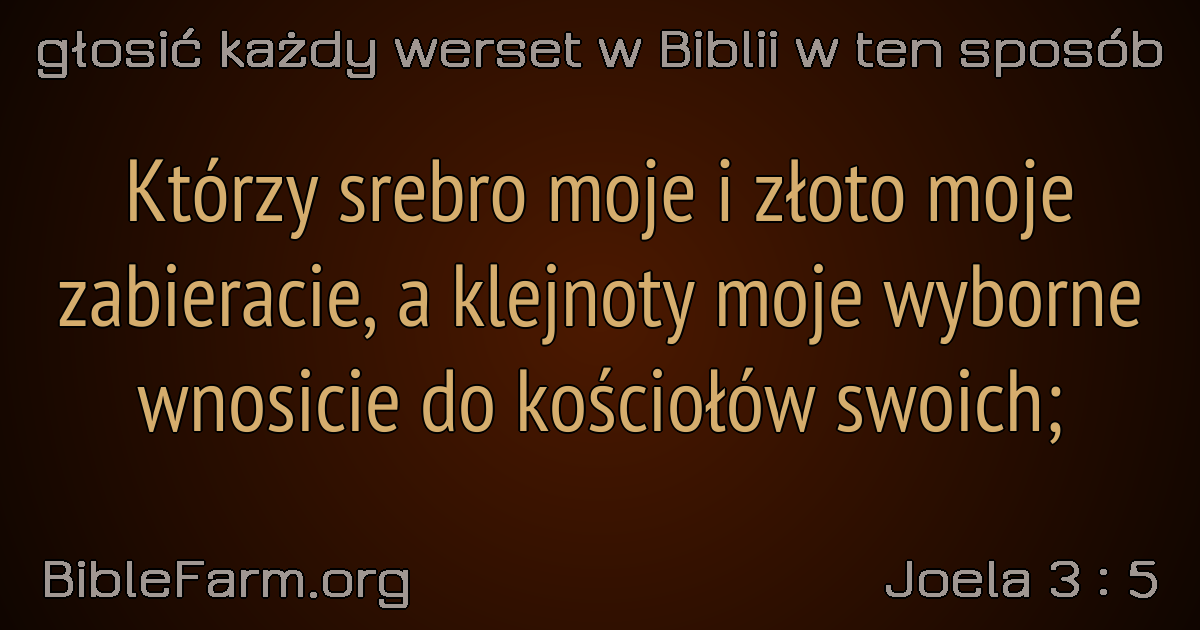 głosić każdy werset w Biblii w ten sposób
Którzy srebro moje i złoto moje
zabieracie, a klejnoty moje wyborne
wnosicie do kościołów swoich;
BibleFarm.org
Joela 3 : 5